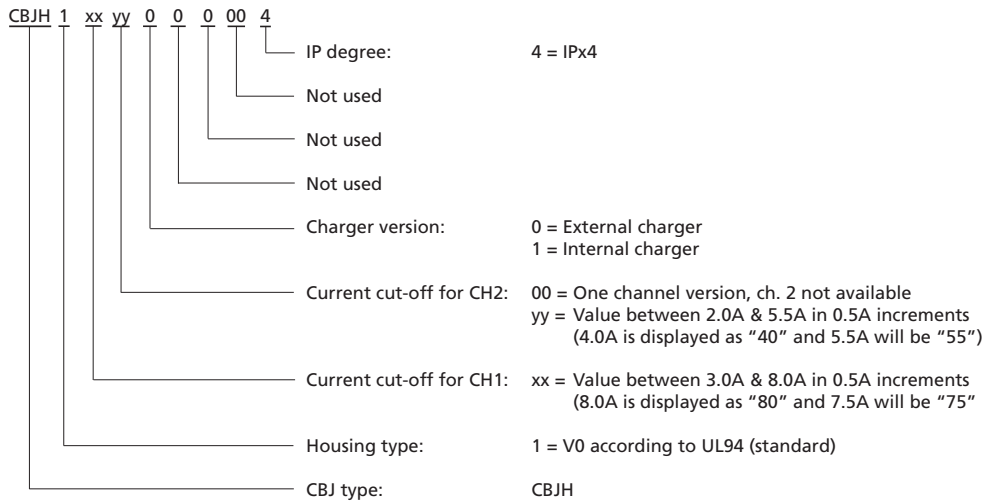 CBJH 1 xx yy 0 0 0 00 4
IP degree: 4 = IPx4
Not used
Not used
Not used
Charger version: 0 = External charger
1 = Internal charger
Current cut-off for CH2: 00 = One channel version, ch. 2 not available
yy = Value between 2.0A & 5.5A in 0.5A increments
(4.0A is displayed as “40” and 5.5A will be “55”)
Current cut-off for CH1: xx = Value between 3.0A & 8.0A in 0.5A increments
(8.0A is displayed as “80” and 7.5A will be “75”
Housing type: 1 = V0 according to UL94 (standard)
CBJ type: CBJH